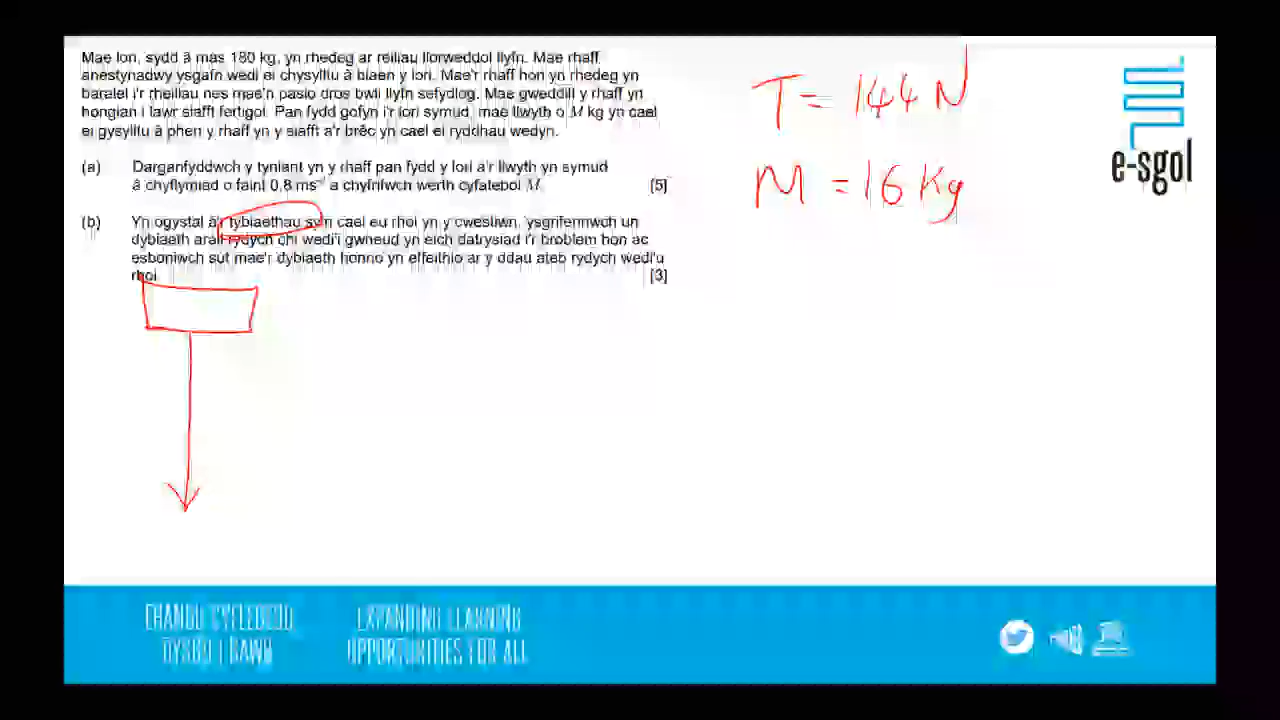 Mae lori, sydd â màs 180 kg, yn rhedeg ar reiliau llorweddol llyfn. Mae rhaff
anestynadwy ysgafn wedi ei chysylltu â blaen y lori. Mae'r rhaff hon yn rhedeg yn
baralel i'r rheiliau nes mae'n pasio dros bwli llyfn sefydlog. Mae gweddill y rhaff yn
hongian i lawr siafft fertigol. Pan fydd gofyn i'r lori symud, mae llwyth o M kg yn cael
ei gysylltu â phen y rhaff yn y siafft a'r brêc yn cael ei ryddhau wedyn.
(a) Darganfyddwch y tyniant yn y rhaff pan fydd y lori a'r llwyth yn symud
â chyflymiad o faint 0.8 ms⁻² a chyfrifwch werth cyfatebol M. [5]
(b) Yn ogystal â'r tybiaethau sy'n cael eu rhoi yn y cwestiwn, ysgrifennwch un
dybiaeth arall rydych chi wedi'i gwneud yn eich datrysiad i'r broblem hon ac
esboniwch sut mae'r dybiaeth honno yn effeithio ar y ddau ateb rydych wedi'u
rhoi. [3]
T = 144 N
M = 16 Kg
e-sgol
EHANGU CYFLEOEDD
DYSGU I BAWB
EXPANDING LEARNING
OPPORTUNITIES FOR ALL